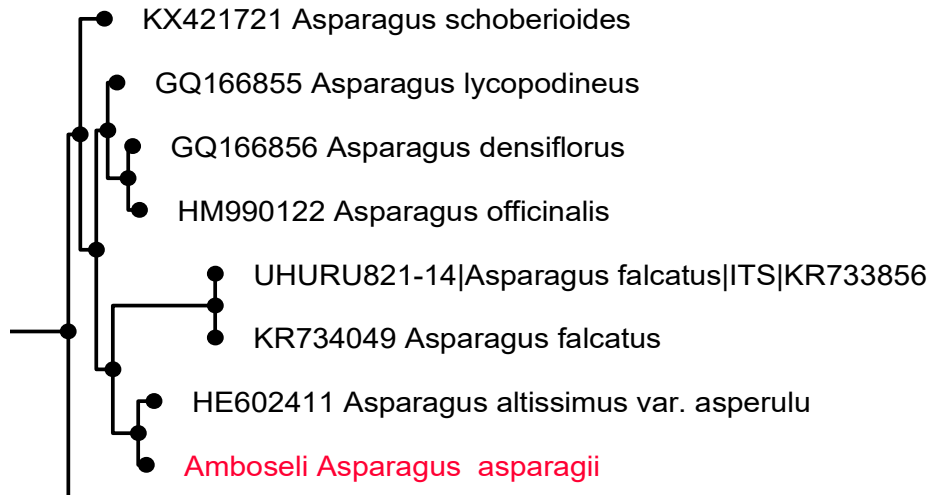 KX421721 Asparagus schoberioides
GQ166855 Asparagus lycopodineus
GQ166856 Asparagus densiflorus
HM990122 Asparagus officinalis
UHURU821-14|Asparagus falcatus|ITS|KR733856
KR734049 Asparagus falcatus
HE602411 Asparagus altissimus var. asperulu
Amboseli Asparagus  asparagii